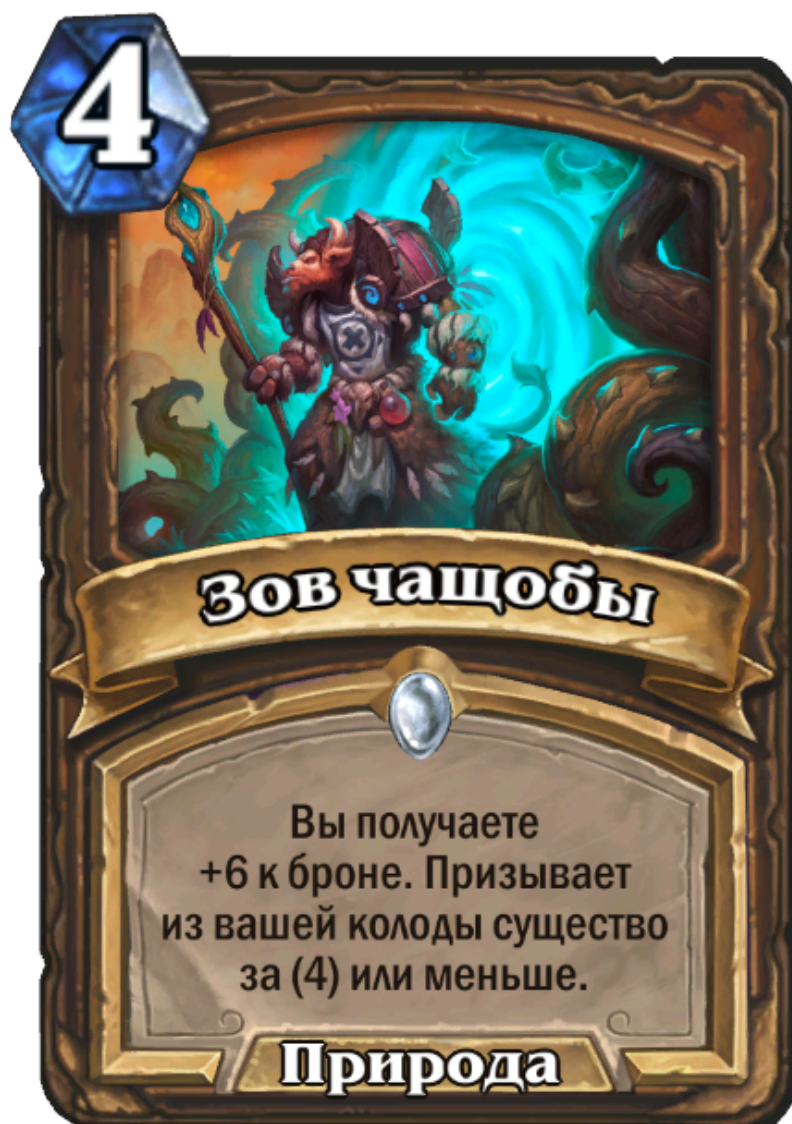 4
Зов чащобы
Вы получаете
+6 к броне. Призывает
из вашей колоды существо
за (4) или меньше.
Природа